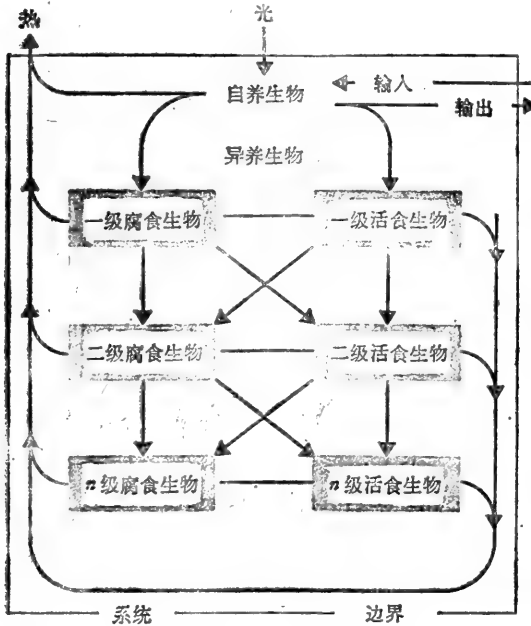 热
光
自养生物
输入
输出
异养生物
一级腐食生物
一级活食生物
二级腐食生物
二级活食生物
n级腐食生物
n级活食生物
系统
边界